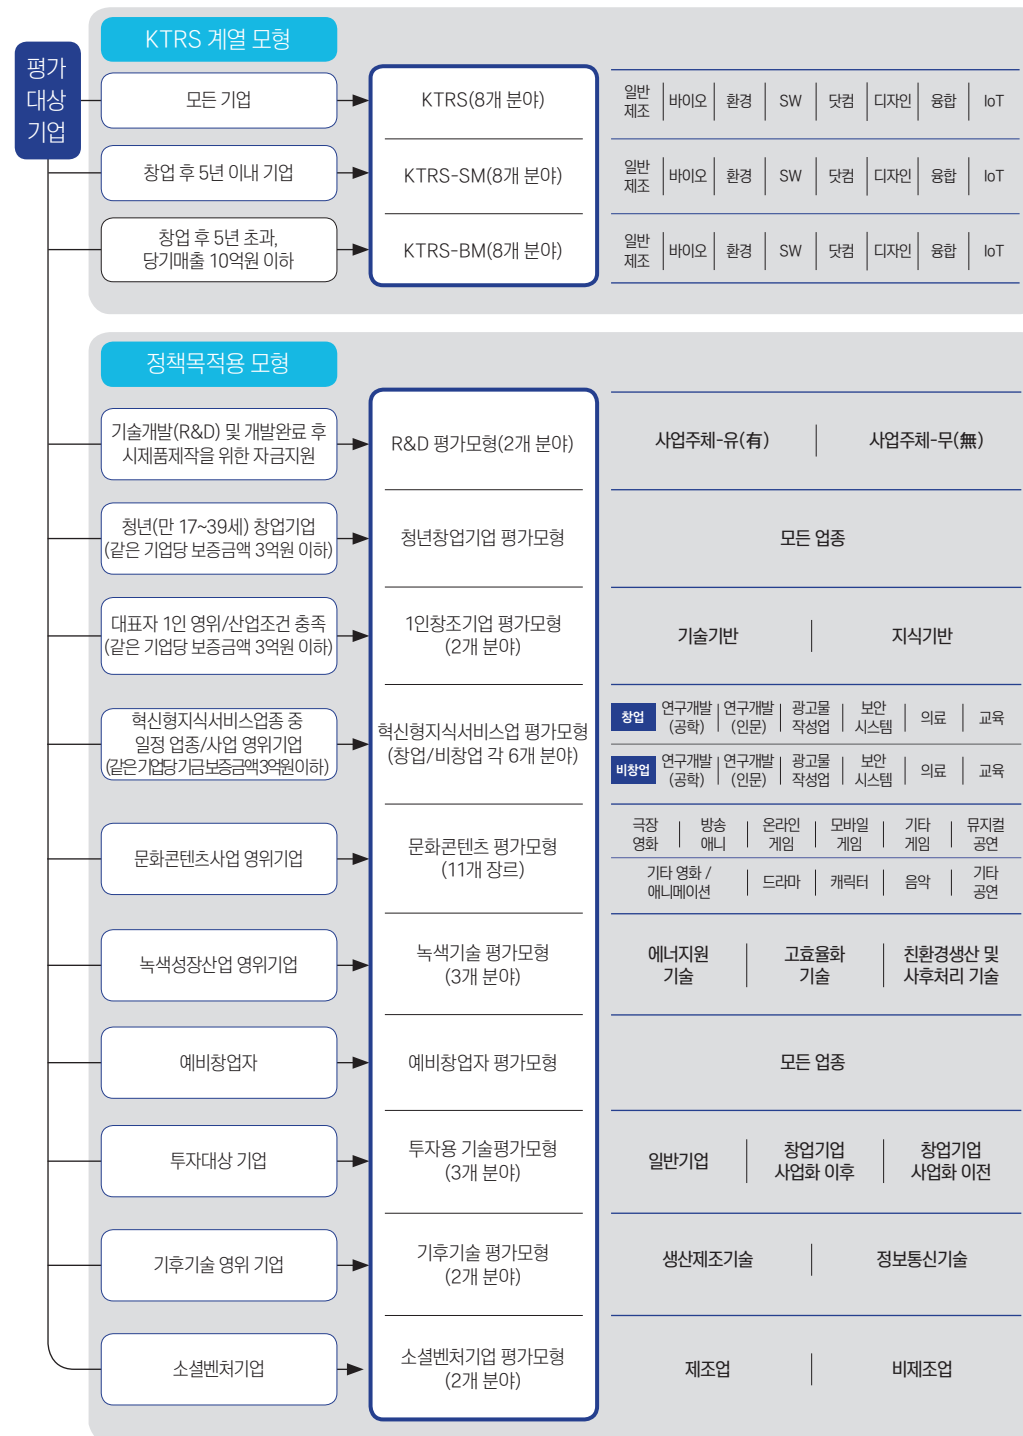 KTRS 계열 모형
평가
대상
기업
모든 기업
KTRS(8개 분야)
일반
제조
바이오
환경
SW
닷컴
디자인
융합
IoT
창업 후 5년 이내 기업
KTRS-SM(8개 분야)
일반
제조
바이오
환경
SW
닷컴
디자인
융합
IoT
창업 후 5년 초과,
당기매출 10억원 이하
KTRS-BM(8개 분야)
일반
제조
바이오
환경
SW
닷컴
디자인
융합
IoT
정책목적용 모형
기술개발(R&D) 및 개발완료 후
시제품제작을 위한 자금지원
R&D 평가모형(2개 분야)
사업주체-유(有)
사업주체-무(無)
청년(만 17~39세) 창업기업
(같은 기업당 보증금액 3억원 이하)
청년창업기업 평가모형
모든 업종
대표자 1인 영위/산업조건 충족
(같은 기업당 보증금액 3억원 이하)
1인창조기업 평가모형
(2개 분야)
기술기반
지식기반
혁신형지식서비스업종 중
일정 업종/사업 영위기업
(같은기업당기금보증금액3억원이하)
혁신형지식서비스업 평가모형
(창업/비창업 각 6개 분야)
창업
연구개발
(공학)
연구개발
(인문)
광고물
작성업
보안
시스템
의료
교육
비창업
연구개발
(공학)
연구개발
(인문)
광고물
작성업
보안
시스템
의료
교육
문화콘텐츠사업 영위기업
문화콘텐츠 평가모형
(11개 장르)
극장
영화
방송
애니
온라인
게임
모바일
게임
기타
게임
뮤지컬
공연
기타 영화 /
애니메이션
드라마
캐릭터
음악
기타
공연
녹색성장산업 영위기업
녹색기술 평가모형
(3개 분야)
에너지원
기술
고효율화
기술
친환경생산 및
사후처리 기술
예비창업자
예비창업자 평가모형
모든 업종
투자대상 기업
투자용 기술평가모형
(3개 분야)
일반기업
창업기업
사업화 이후
창업기업
사업화 이전
기후기술 영위 기업
기후기술 평가모형
(2개 분야)
생산제조기술
정보통신기술
소셜벤처기업
소셜벤처기업 평가모형
(2개 분야)
제조업
비제조업